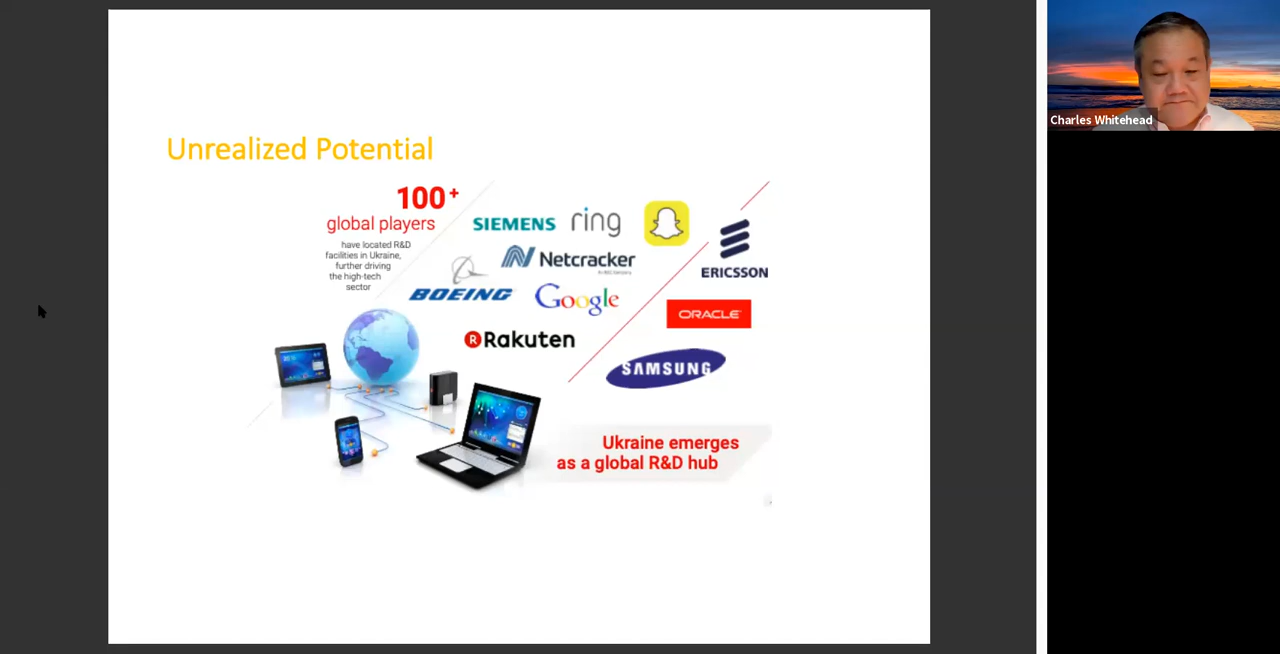 Unrealized Potential
100+
global players
have located R&D
facilities in Ukraine,
further driving
the high-tech
sector
SIEMENS
ring
Netcracker
ERICSSON
BOEING
Google
ORACLE
Rakuten
SAMSUNG
Ukraine emerges
as a global R&D hub
Charles Whitehead